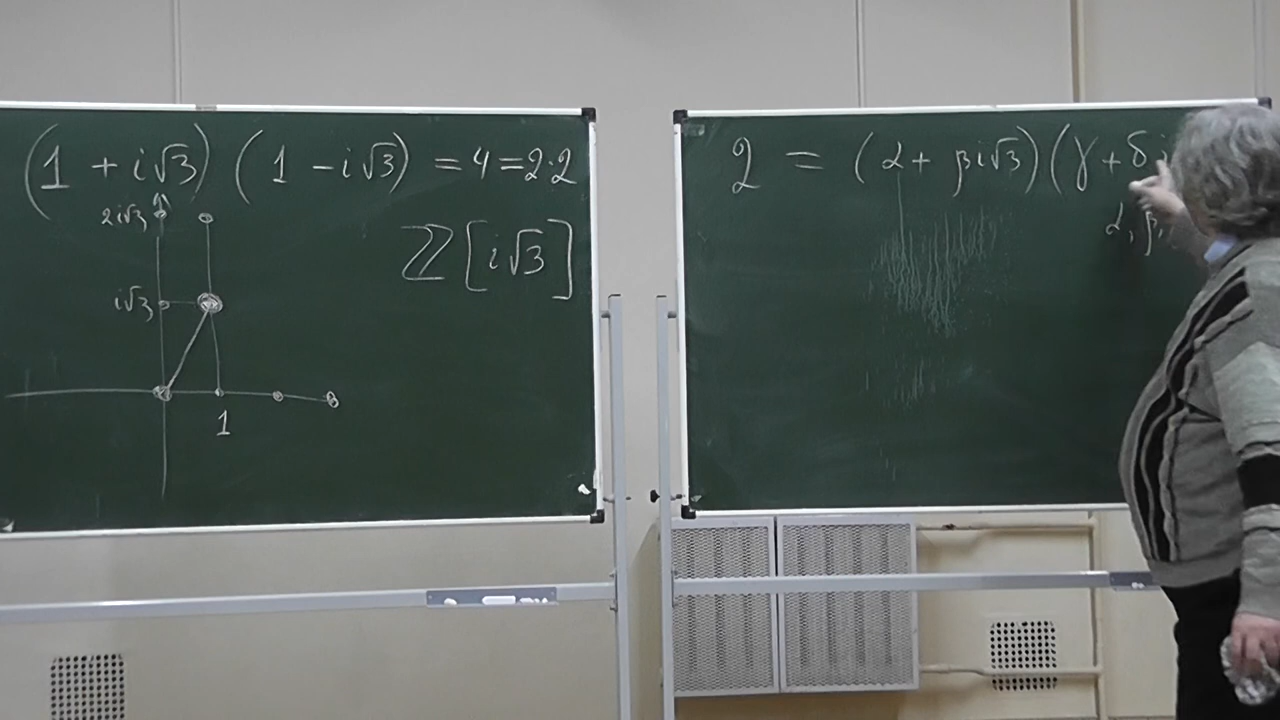 (1 + i√3) (1 - i√3) = 4 = 2·2
2i√3
ℤ[i√3]
i√3
1
2 = (α + βi√3)(γ + δ
α, β,